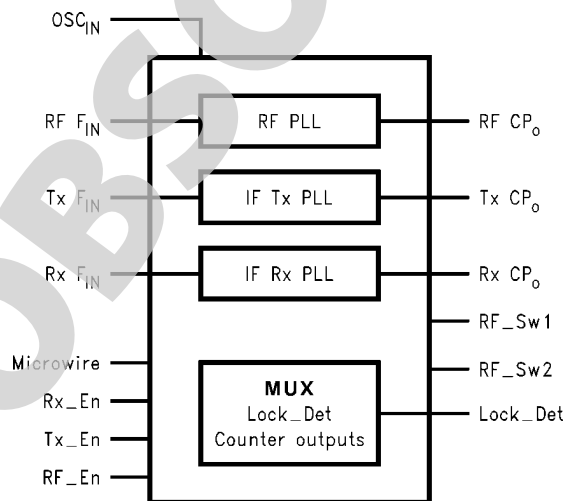 OSC_IN
RF F_IN
RF PLL
RF CP_o
Tx F_IN
IF Tx PLL
Tx CP_o
Rx F_IN
IF Rx PLL
Rx CP_o
RF_Sw1
Microwire
RF_Sw2
MUX
Rx_En
Lock_Det
Lock_Det
Tx_En
Counter outputs
RF_En
OBSO